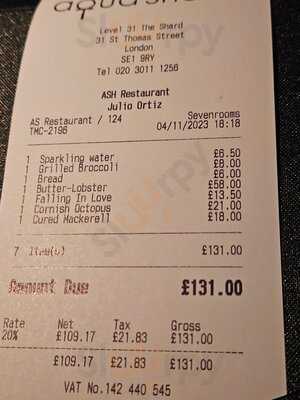 Level 31 The Shard
31 St Thomas Street
London
SE1 9RY
Tel 020 3011 1256
ASH Restaurant
Julio Ortiz
AS Restaurant / 124 Sevenrooms
TMC-2196 04/11/2023 18:18
1 Sparkling water £6.50
1 Grilled Broccoli £8.00
1 Bread £6.00
1 Butter-Lobster £58.00
1 Falling In Love £13.50
1 Cornish Octopus £21.00
1 Cured Mackerell £18.00
7 Item(s) £131.00
Amount Due £131.00
Rate Net Tax Gross
20% £109.17 £21.83 £131.00
£109.17 £21.83 £131.00
VAT No.142 440 545